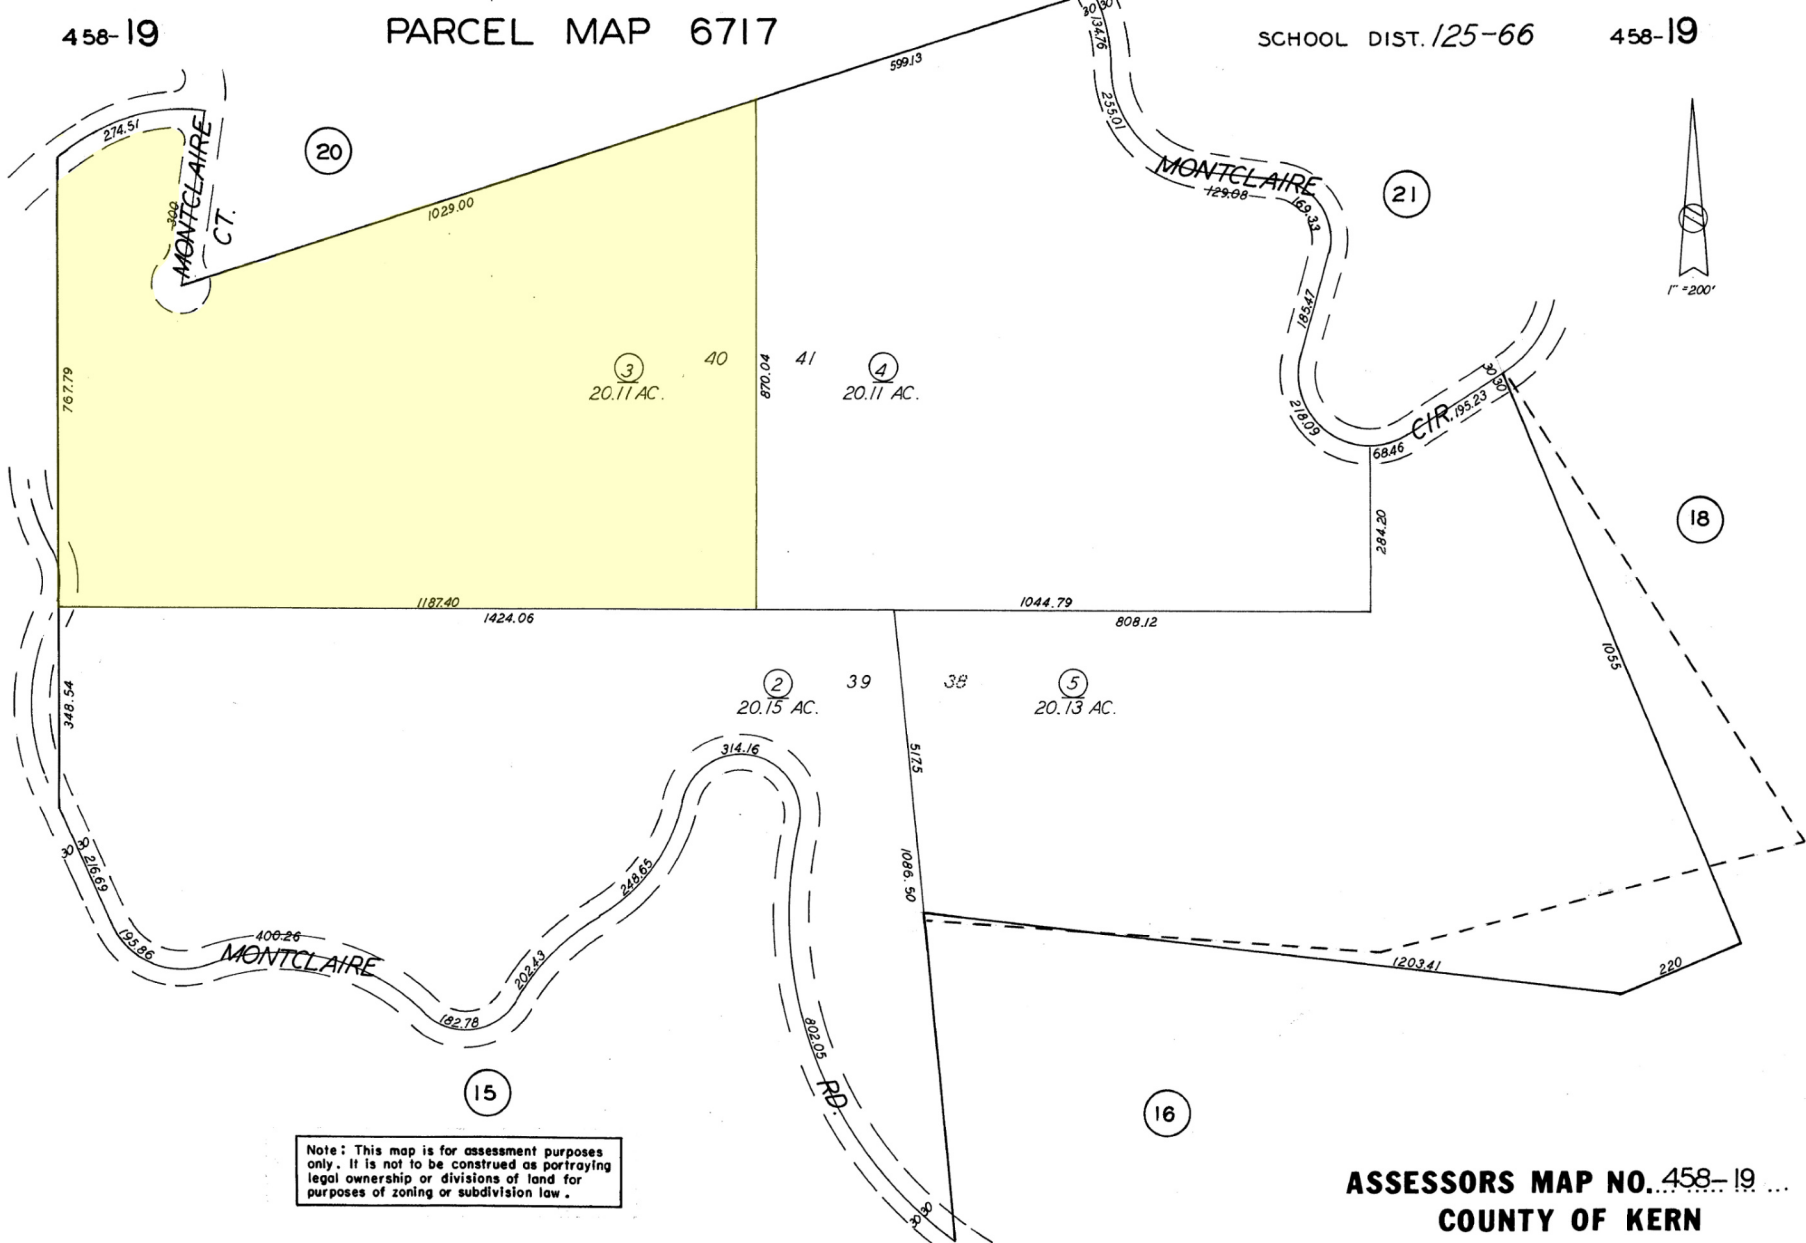 458-19
PARCEL MAP 6717
SCHOOL DIST. 125-66
458-19
30 30
134.76
599.13
274.51
MONTCLAIRE
CT.
300
20
255.01
MONTCLAIRE
129.08
169.33
21
1029.00
1"=200'
185.47
767.79
3
20.11 AC.
40
870.04
41
4
20.11 AC.
30 30
195.23
CIR.
218.09
68.46
284.20
18
1187.40
1424.06
1044.79
808.12
1055
348.54
2
20.15 AC.
39
38
5
20.13 AC.
314.16
517.5
30 30
216.69
248.65
1086.50
195.86
400.26
MONTCLAIRE
202.43
1203.41
220
182.78
802.05
RD.
15
16
30 30
Note: This map is for assessment purposes
only. It is not to be construed as portraying
legal ownership or divisions of land for
purposes of zoning or subdivision law.
ASSESSORS MAP NO. 458-19
COUNTY OF KERN